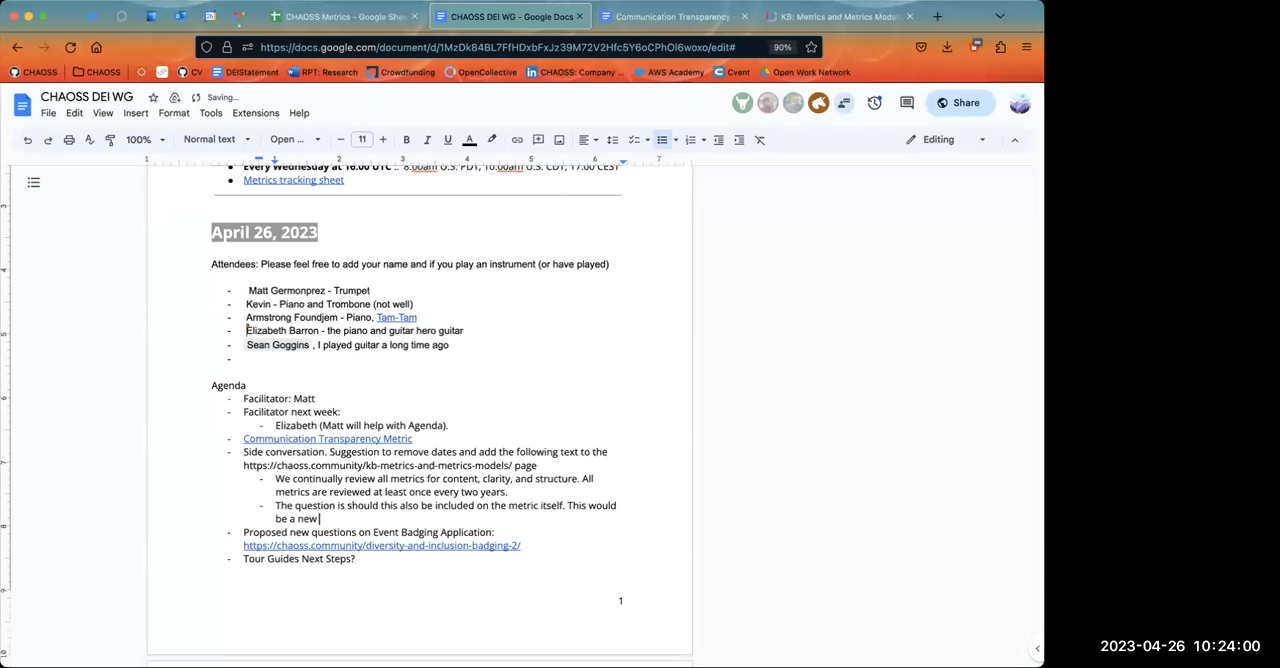 CHAOSS Metrics - Google She
CHAOSS DEI WG - Google Docs
Communication Transparency
KB: Metrics and Metrics Mode
https://docs.google.com/document/d/1MzDk84BL7FfHDxbFxJz39M72V2Hfc5Y6oCPhOl6woxo/edit#
90%
CHAOSS
CHAOSS
CV
DEIStatement
RPT: Research
Crowdfunding
OpenCollective
CHAOSS: Company ...
AWS Academy
Cvent
Open Work Network
CHAOSS DEI WG
Saving...
File Edit View Insert Format Tools Extensions Help
Share
100%
Normal text
Open ...
11
Editing
1 1 2 3 4 5 6 7
Every Wednesday at 16:00 UTC :: 8:00am U.S. PDT, 10:00am U.S. CDT, 17:00 CEST
Metrics tracking sheet
April 26, 2023
Attendees: Please feel free to add your name and if you play an instrument (or have played)
- Matt Germonprez - Trumpet
- Kevin - Piano and Trombone (not well)
- Armstrong Foundjem - Piano, Tam-Tam
- Elizabeth Barron - the piano and guitar hero guitar
- Sean Goggins , I played guitar a long time ago
-
Agenda
- Facilitator: Matt
- Facilitator next week:
- Elizabeth (Matt will help with Agenda).
- Communication Transparency Metric
- Side conversation. Suggestion to remove dates and add the following text to the
https://chaoss.community/kb-metrics-and-metrics-models/ page
- We continually review all metrics for content, clarity, and structure. All
metrics are reviewed at least once every two years.
- The question is should this also be included on the metric itself. This would
be a new
- Proposed new questions on Event Badging Application:
https://chaoss.community/diversity-and-inclusion-badging-2/
- Tour Guides Next Steps?
1
2023-04-26 10:24:00